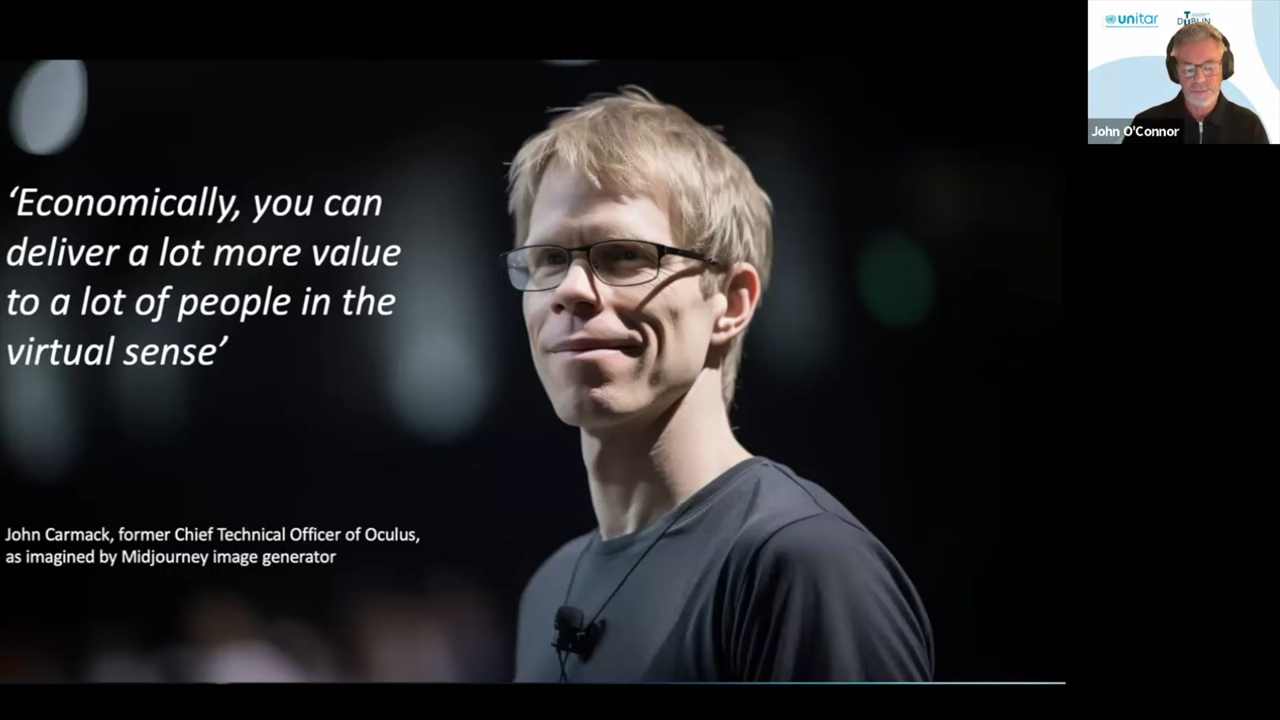 ‘Economically, you can
deliver a lot more value
to a lot of people in the
virtual sense’
John Carmack, former Chief Technical Officer of Oculus,
as imagined by Midjourney image generator
unitar
DUBLIN
John O'Connor